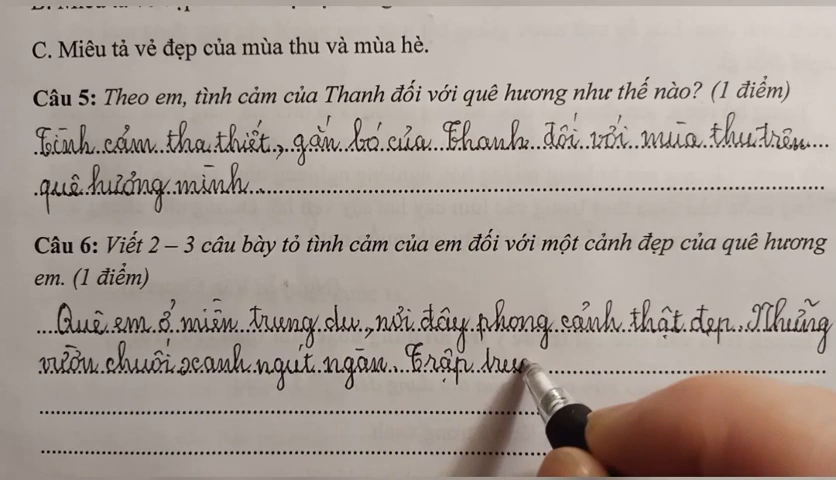 C. Miêu tả vẻ đẹp của mùa thu và mùa hè.
Câu 5: Theo em, tình cảm của Thanh đối với quê hương như thế nào? (1 điểm)
Tình cảm tha thiết, gắn bó của Thanh đối với mùa thu trên
quê hương mình
Câu 6: Viết 2 – 3 câu bày tỏ tình cảm của em đối với một cảnh đẹp của quê hương
em. (1 điểm)
Quê em ở miền trung du, nơi đây phong cảnh thật đẹp. Những
vườn chuối xanh ngút ngàn. Trập